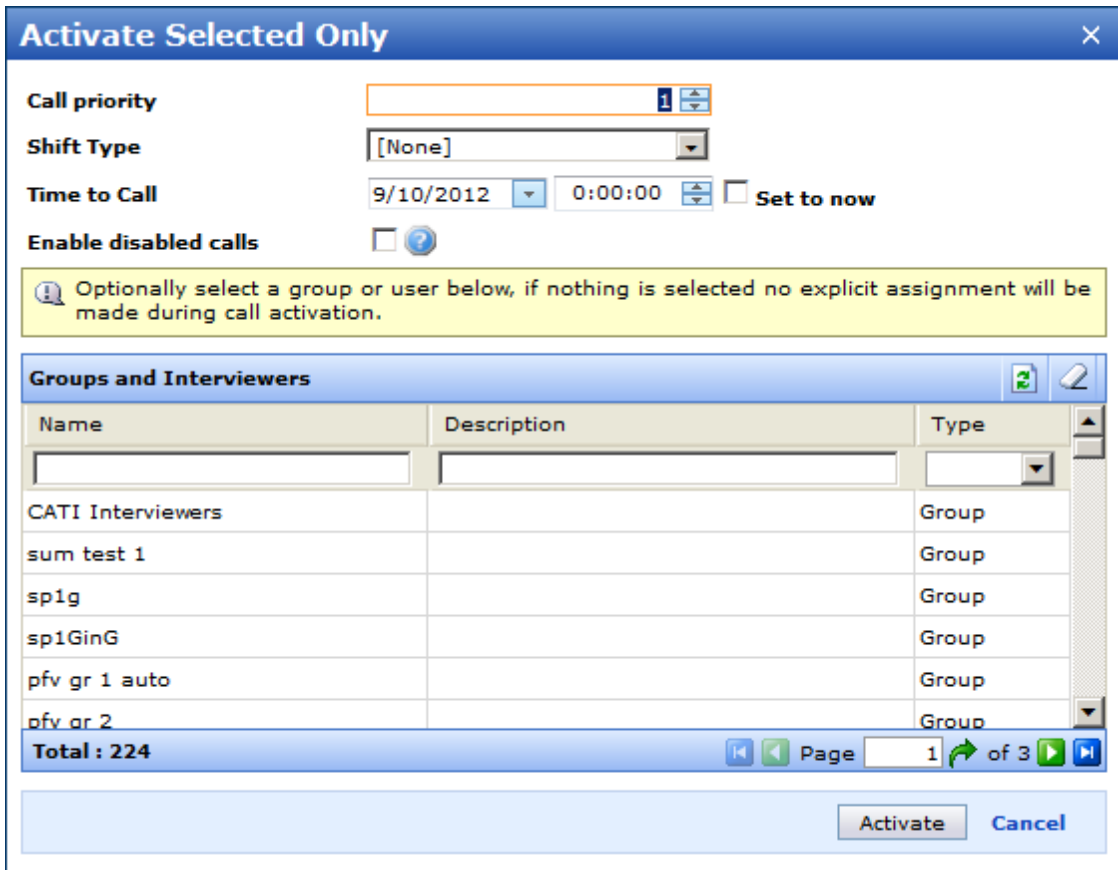 Activate Selected Only
Call priority 1
Shift Type [None]
Time to Call 9/10/2012 0:00:00 Set to now
Enable disabled calls
Optionally select a group or user below, if nothing is selected no explicit assignment will be
made during call activation.
Groups and Interviewers
Name Description Type
CATI Interviewers Group
sum test 1 Group
sp1g Group
sp1GinG Group
pfv gr 1 auto Group
pfv gr 2 Group
Total : 224 Page 1 of 3
Activate Cancel